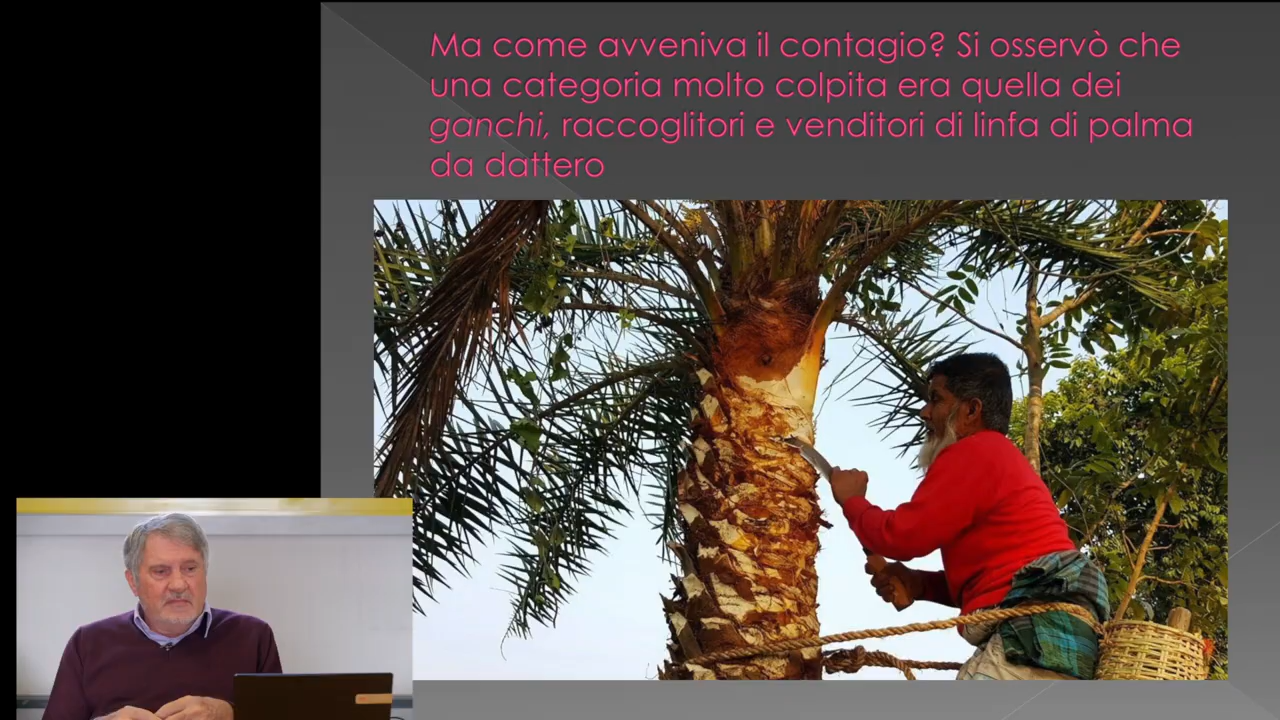 Ma come avveniva il contagio? Si osservò che
una categoria molto colpita era quella dei
ganchi, raccoglitori e venditori di linfa di palma
da dattero